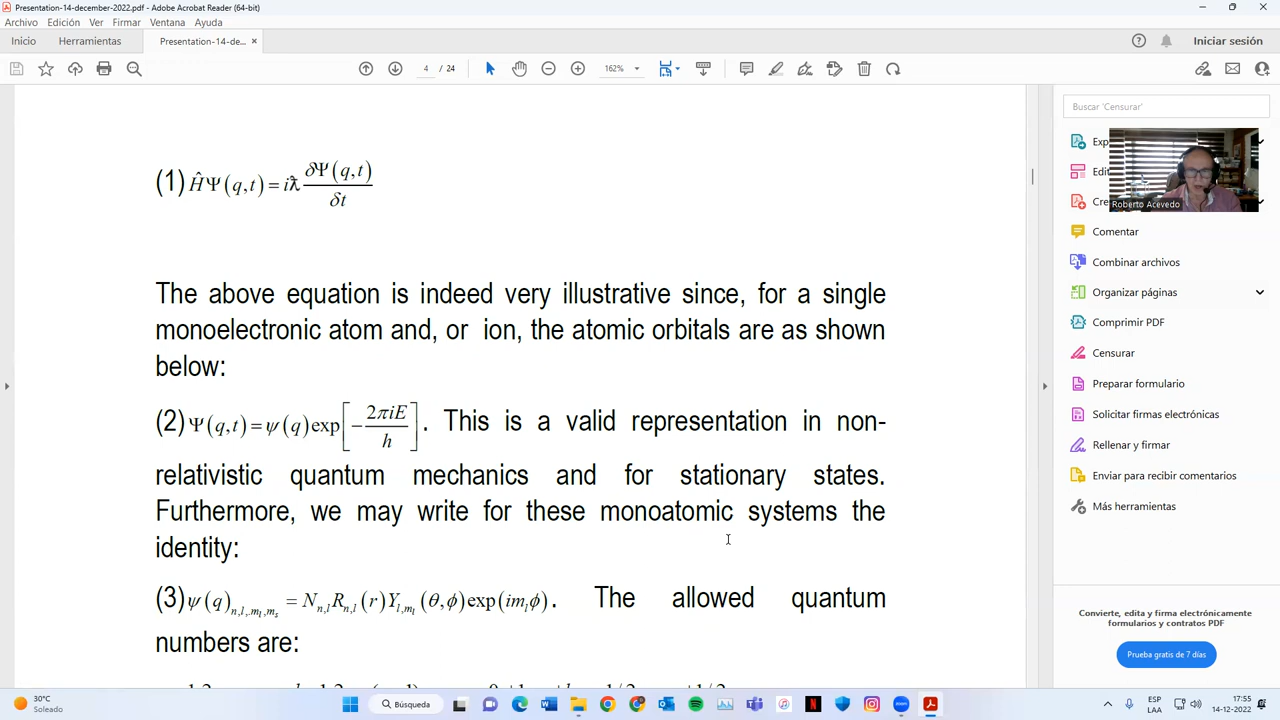 Presentation-14-december-2022.pdf - Adobe Acrobat Reader (64-bit)
Archivo Edición Ver Firmar Ventana Ayuda
Inicio Herramientas Presentation-14-de... ×
Iniciar sesión
4 / 24 162%
Buscar 'Censurar'
(1) ĤΨ(q,t) = iƛ δΨ(q,t) / δt
The above equation is indeed very illustrative since, for a single
monoelectronic atom and, or ion, the atomic orbitals are as shown
below:
(2) Ψ(q,t) = ψ(q) exp[− 2πiE / h]. This is a valid representation in non-
relativistic quantum mechanics and for stationary states.
Furthermore, we may write for these monoatomic systems the
identity:
(3) ψ(q)n,l,.ml,ms = Nn,l Rn,l (r) Yl,ml (θ,ϕ) exp(imlϕ). The allowed quantum
numbers are:
Exp
Edit
Cre
Roberto Acevedo
Comentar
Combinar archivos
Organizar páginas
Comprimir PDF
Censurar
Preparar formulario
Solicitar firmas electrónicas
Rellenar y firmar
Enviar para recibir comentarios
Más herramientas
Convierte, edita y firma electrónicamente
formularios y contratos PDF
Prueba gratis de 7 días
30°C
Soleado
Búsqueda
ESP
LAA
17:55
14-12-2022